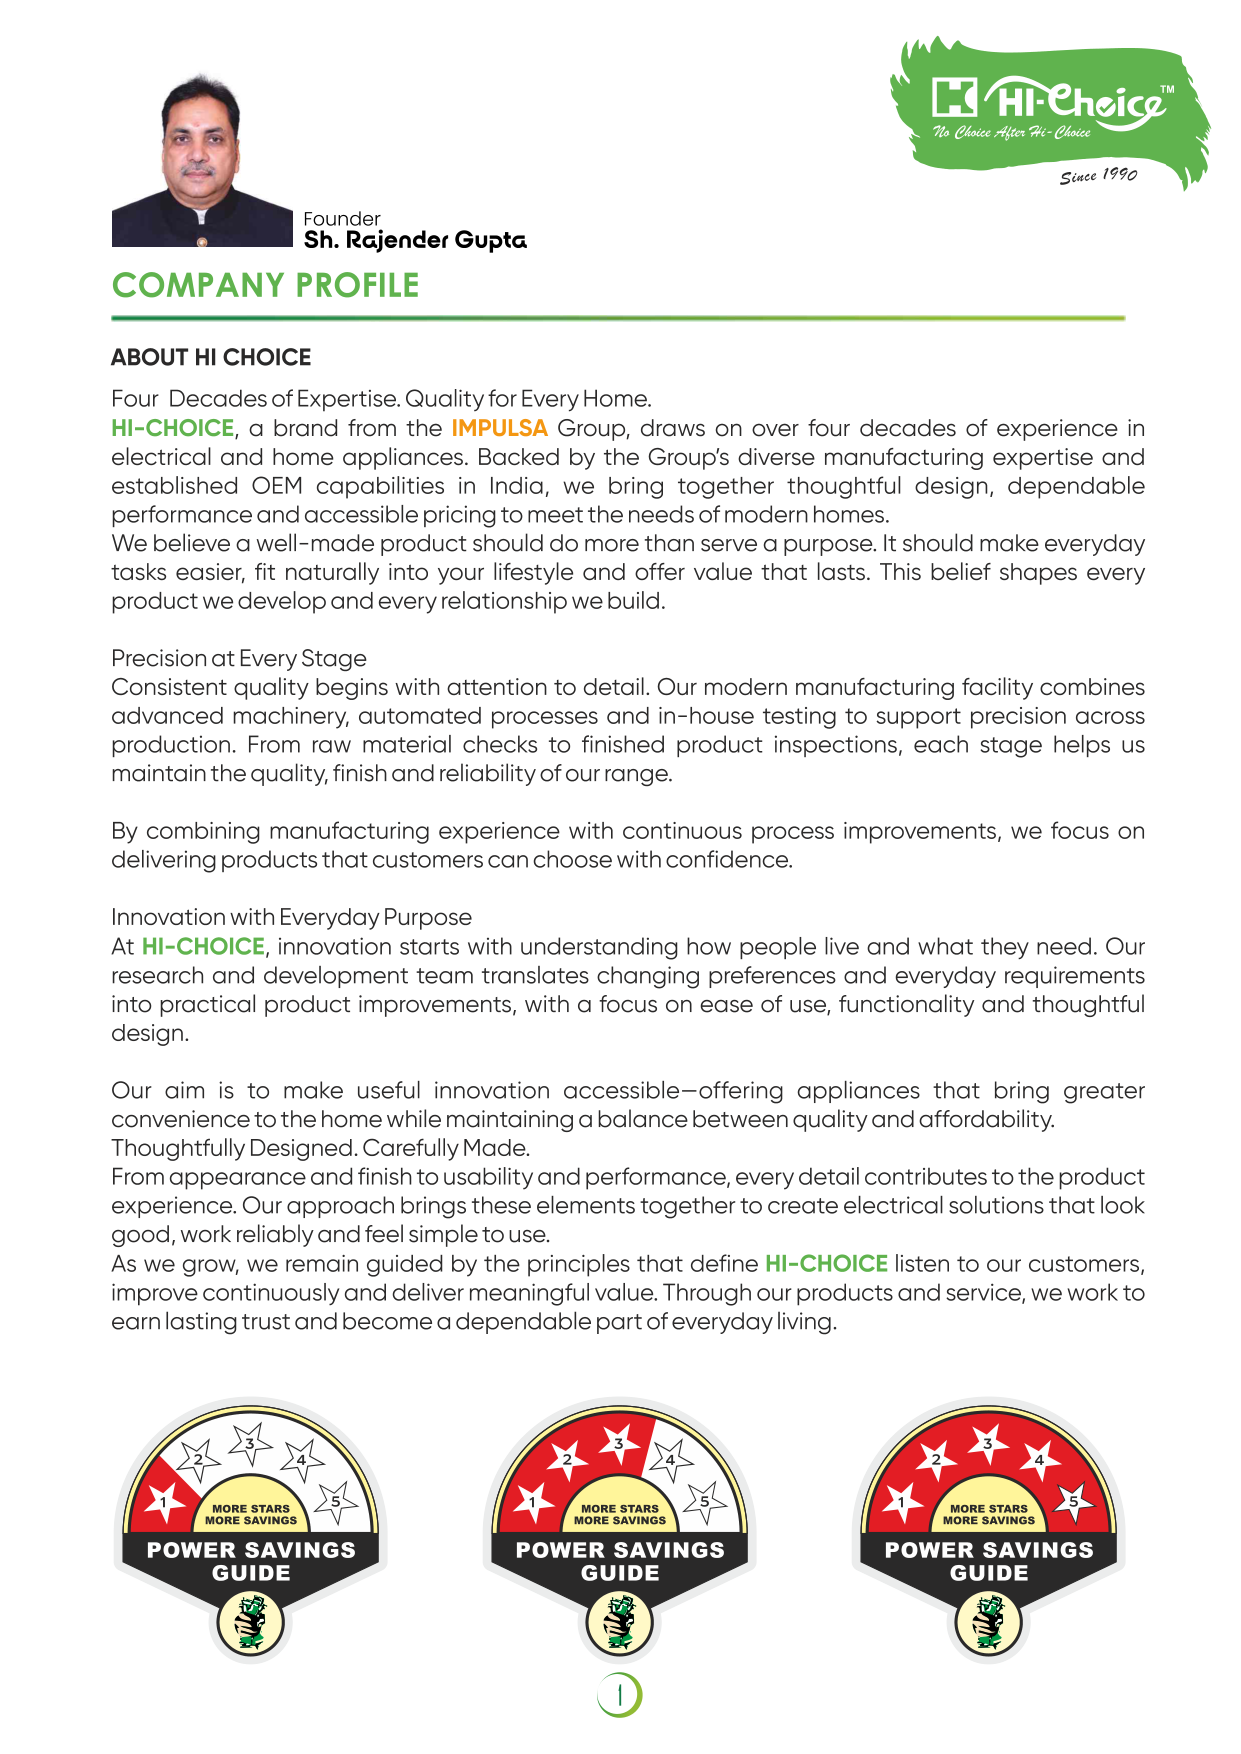 HI-Choice™
No Choice After Hi-Choice
Since 1990
Founder
Sh. Rajender Gupta
COMPANY PROFILE
ABOUT HI CHOICE
Four Decades of Expertise. Quality for Every Home.
HI-CHOICE, a brand from the IMPULSA Group, draws on over four decades of experience in
electrical and home appliances. Backed by the Group's diverse manufacturing expertise and
established OEM capabilities in India, we bring together thoughtful design, dependable
performance and accessible pricing to meet the needs of modern homes.
We believe a well-made product should do more than serve a purpose. It should make everyday
tasks easier, fit naturally into your lifestyle and offer value that lasts. This belief shapes every
product we develop and every relationship we build.
Precision at Every Stage
Consistent quality begins with attention to detail. Our modern manufacturing facility combines
advanced machinery, automated processes and in-house testing to support precision across
production. From raw material checks to finished product inspections, each stage helps us
maintain the quality, finish and reliability of our range.
By combining manufacturing experience with continuous process improvements, we focus on
delivering products that customers can choose with confidence.
Innovation with Everyday Purpose
At HI-CHOICE, innovation starts with understanding how people live and what they need. Our
research and development team translates changing preferences and everyday requirements
into practical product improvements, with a focus on ease of use, functionality and thoughtful
design.
Our aim is to make useful innovation accessible—offering appliances that bring greater
convenience to the home while maintaining a balance between quality and affordability.
Thoughtfully Designed. Carefully Made.
From appearance and finish to usability and performance, every detail contributes to the product
experience. Our approach brings these elements together to create electrical solutions that look
good, work reliably and feel simple to use.
As we grow, we remain guided by the principles that define HI-CHOICE listen to our customers,
improve continuously and deliver meaningful value. Through our products and service, we work to
earn lasting trust and become a dependable part of everyday living.
1 2 3 4 5
MORE STARS
MORE SAVINGS
POWER SAVINGS
GUIDE
1 2 3 4 5
MORE STARS
MORE SAVINGS
POWER SAVINGS
GUIDE
1 2 3 4 5
MORE STARS
MORE SAVINGS
POWER SAVINGS
GUIDE
1